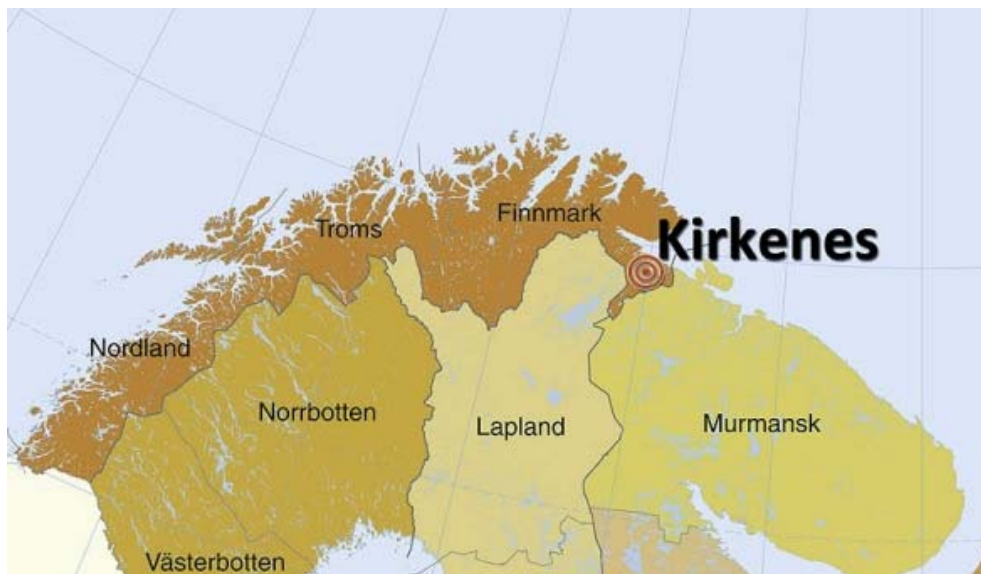 Finnmark
Troms
Kirkenes
Nordland
Norrbotten
Lapland
Murmansk
Västerbotten